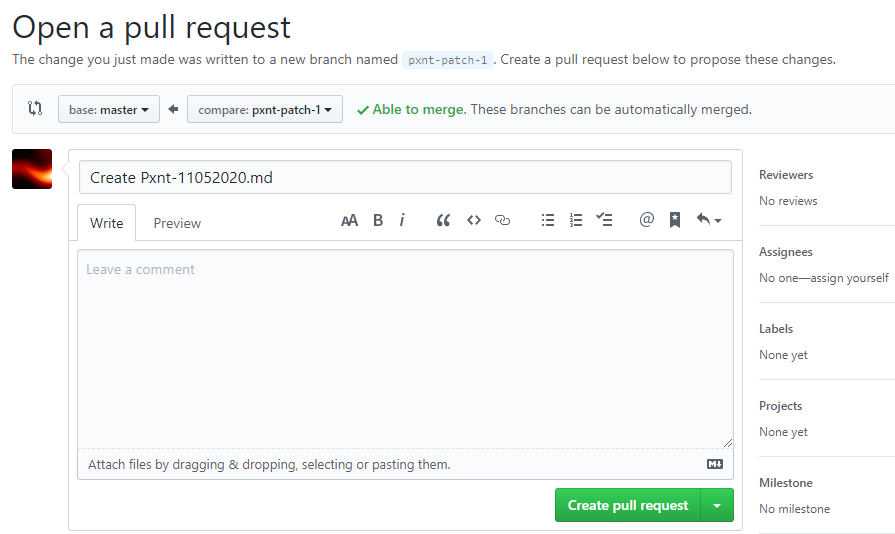 Open a pull request
The change you just made was written to a new branch named pxnt-patch-1 . Create a pull request below to propose these changes.
base: master compare: pxnt-patch-1 Able to merge. These branches can be automatically merged.
Create Pxnt-11052020.md
Write Preview AA B i
Leave a comment
Attach files by dragging & dropping, selecting or pasting them.
Create pull request
Reviewers
No reviews
Assignees
No one—assign yourself
Labels
None yet
Projects
None yet
Milestone
No milestone